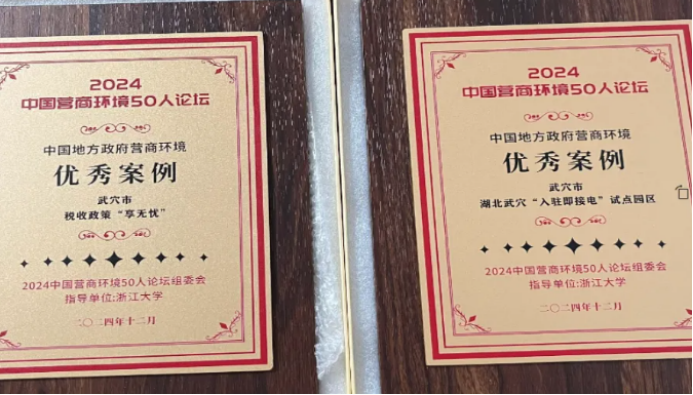 2024
中国营商环境50人论坛
中国地方政府营商环境
优秀案例
武穴市
税收政策“享无忧”
2024中国营商环境50人论坛组委会
指导单位:浙江大学
二〇二四年十二月
2024
中国营商环境50人论坛
中国地方政府营商环境
优秀案例
武穴市
湖北武穴“入驻即接电”试点园区
2024中国营商环境50人论坛组委会
指导单位:浙江大学
二〇二四年十二月